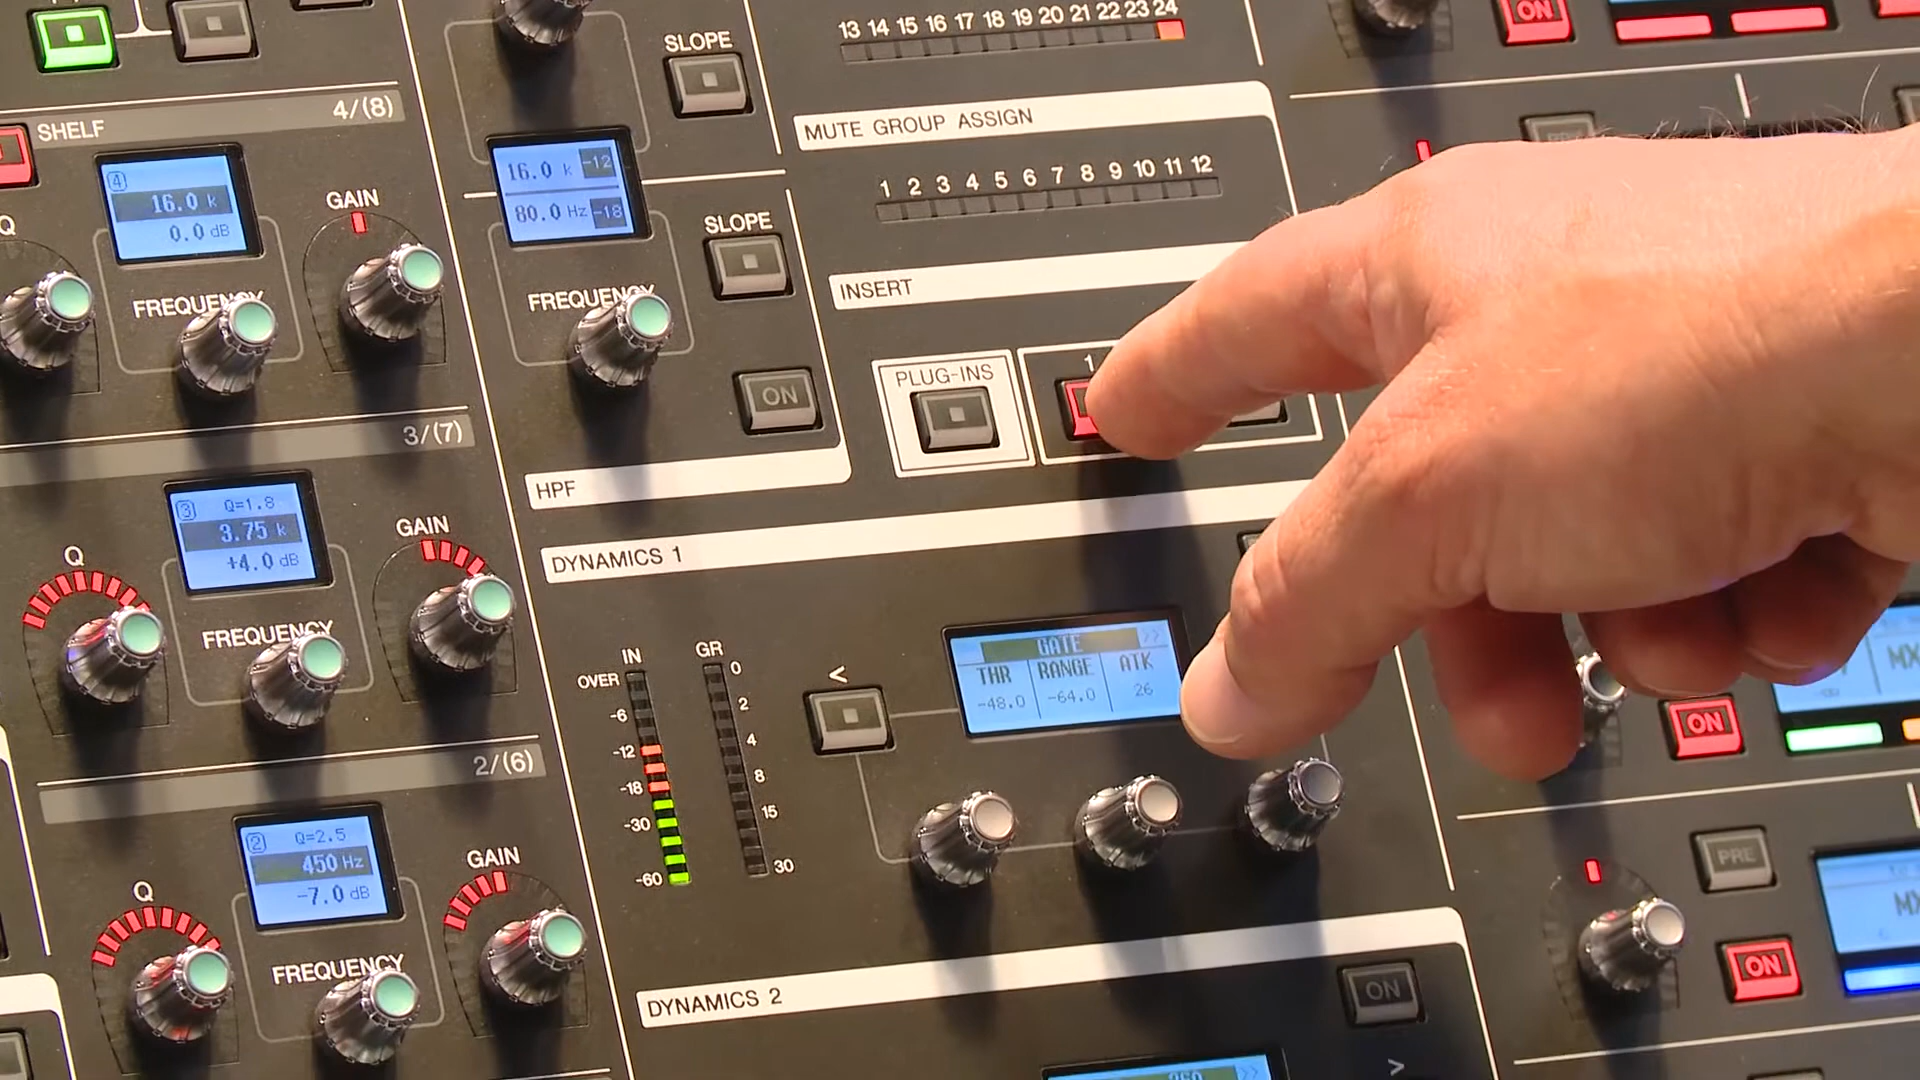 13 14 15 16 17 18 19 20 21 22 23 24
ON
SLOPE
4/(8)
SHELF
MUTE GROUP ASSIGN
1 2 3 4 5 6 7 8 9 10 11 12
4
16.0 k
0.0 dB
GAIN
Q
FREQUENCY
16.0 k -12
80.0 Hz -18
SLOPE
FREQUENCY
ON
INSERT
PLUG-INS
1
HPF
3/(7)
3 Q=1.8
3.75 k
+4.0 dB
Q
GAIN
FREQUENCY
DYNAMICS 1
IN
OVER
-6
-12
-18
-30
-60
GR
0
2
4
8
15
30
<
GATE >>
THR RANGE ATK
-48.0 -64.0 26
ON
2/(6)
2 Q=2.5
450 Hz
-7.0 dB
Q
GAIN
FREQUENCY
PRE
ON
DYNAMICS 2
ON
>